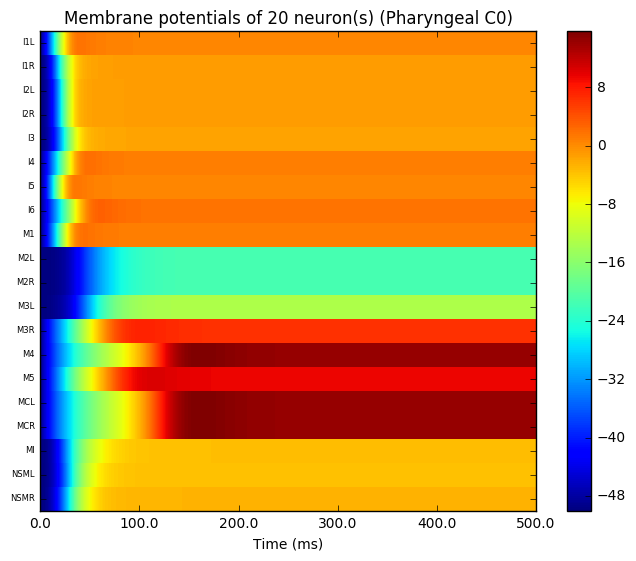 Membrane potentials of 20 neuron(s) (Pharyngeal C0)
I1L
I1R
I2L
I2R
I3
I4
I5
I6
M1
M2L
M2R
M3L
M3R
M4
M5
MCL
MCR
MI
NSML
NSMR
0.0 100.0 200.0 300.0 400.0 500.0
Time (ms)
8
0
−8
−16
−24
−32
−40
−48